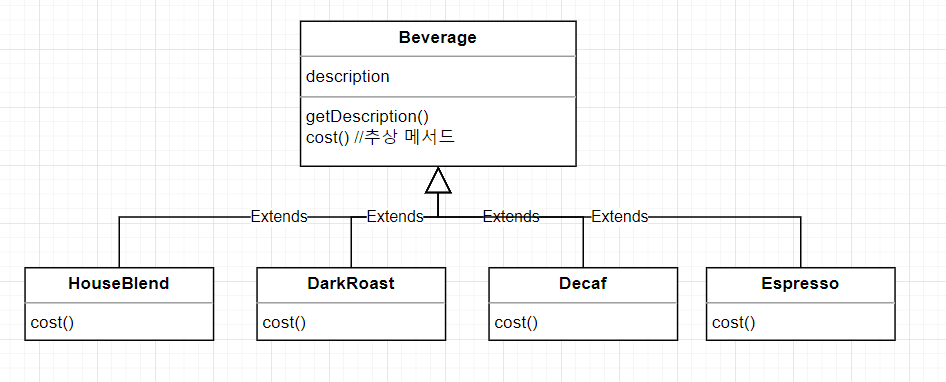 Beverage
description
getDescription()
cost() //추상 메서드
Extends Extends Extends Extends
HouseBlend DarkRoast Decaf Espresso
cost() cost() cost() cost()